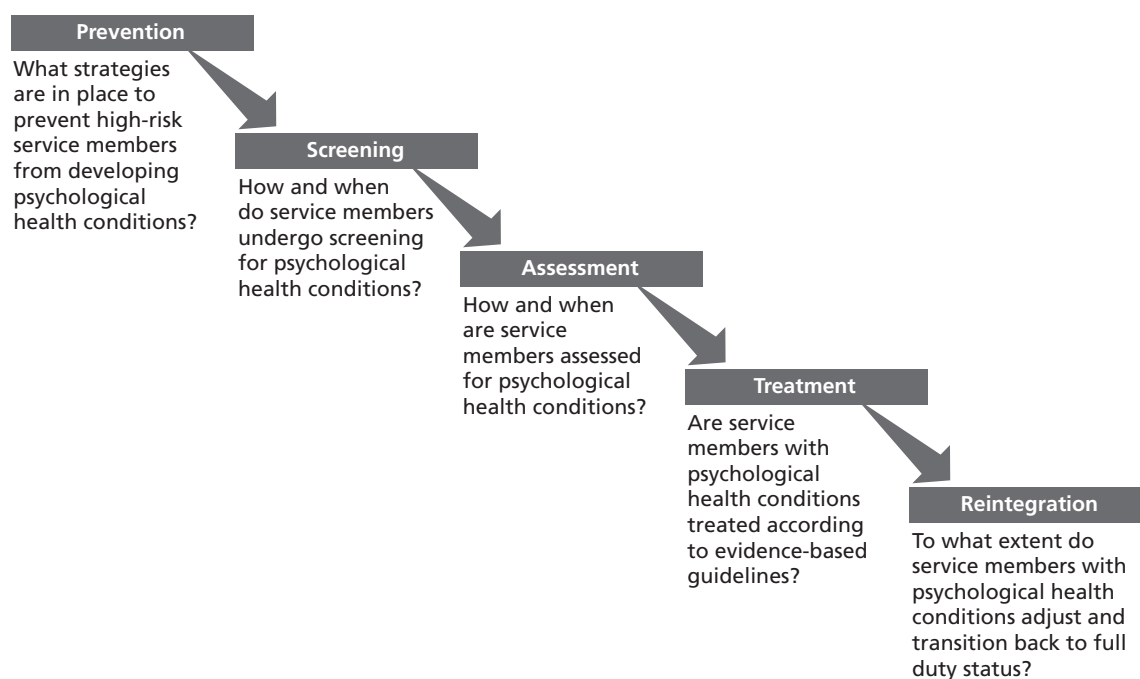 Prevention
What strategies
are in place to
prevent high-risk
service members
from developing
psychological
health conditions?
Screening
How and when
do service members
undergo screening
for psychological
health conditions?
Assessment
How and when
are service
members assessed
for psychological
health conditions?
Treatment
Are service
members with
psychological
health conditions
treated according
to evidence-based
guidelines?
Reintegration
To what extent do
service members with
psychological health
conditions adjust and
transition back to full
duty status?